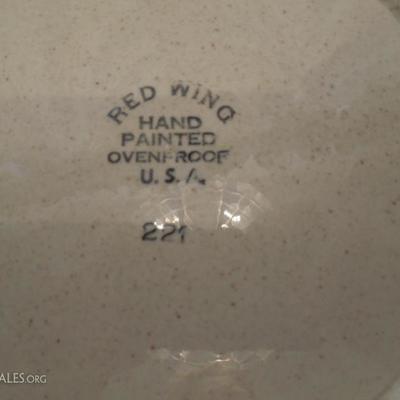 RED WING
HAND
PAINTED
OVENPROOF
U.S.A.
221
ALES.ORG